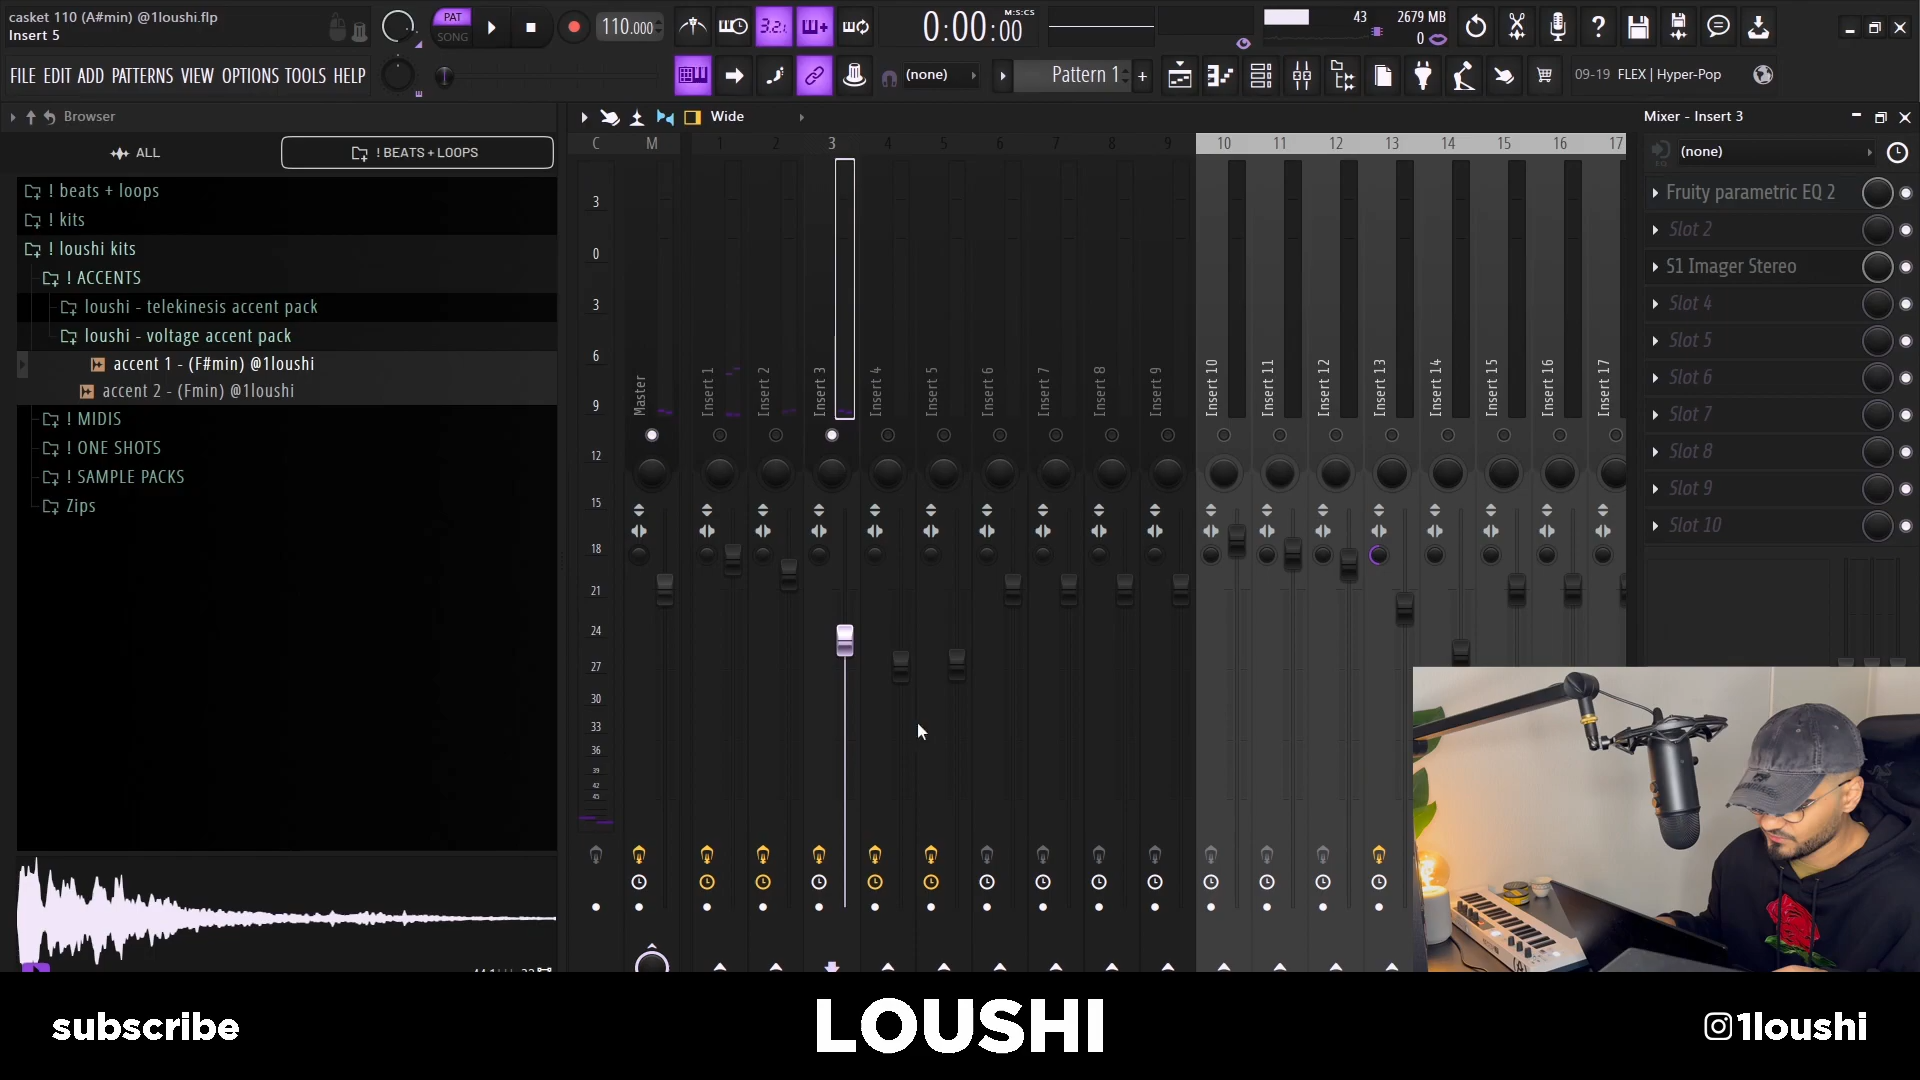 casket 110 (A#min) @1loushi.flp
Insert 5
PAT
SONG
110.000
3.2.1
0:00:00
M:S:CS
43
2679 MB
0
FILE EDIT ADD PATTERNS VIEW OPTIONS TOOLS HELP
(none)
Pattern 1
09-19 FLEX | Hyper-Pop
Browser
ALL
! BEATS + LOOPS
! beats + loops
! kits
! loushi kits
! ACCENTS
loushi - telekinesis accent pack
loushi - voltage accent pack
accent 1 - (F#min) @1loushi
accent 2 - (Fmin) @1loushi
! MIDIS
! ONE SHOTS
! SAMPLE PACKS
Zips
Wide
C M 1 2 3 4 5 6 7 8 9 10 11 12 13 14 15 16 17
3
0
3
6
9
12
15
18
21
24
27
30
33
36
39
42
45
Master
Insert 1
Insert 2
Insert 3
Insert 4
Insert 5
Insert 6
Insert 7
Insert 8
Insert 9
Insert 10
Insert 11
Insert 12
Insert 13
Insert 14
Insert 15
Insert 16
Insert 17
Mixer - Insert 3
(none)
EQ
Fruity parametric EQ 2
Slot 2
S1 Imager Stereo
Slot 4
Slot 5
Slot 6
Slot 7
Slot 8
Slot 9
Slot 10
subscribe
LOUSHI
1loushi